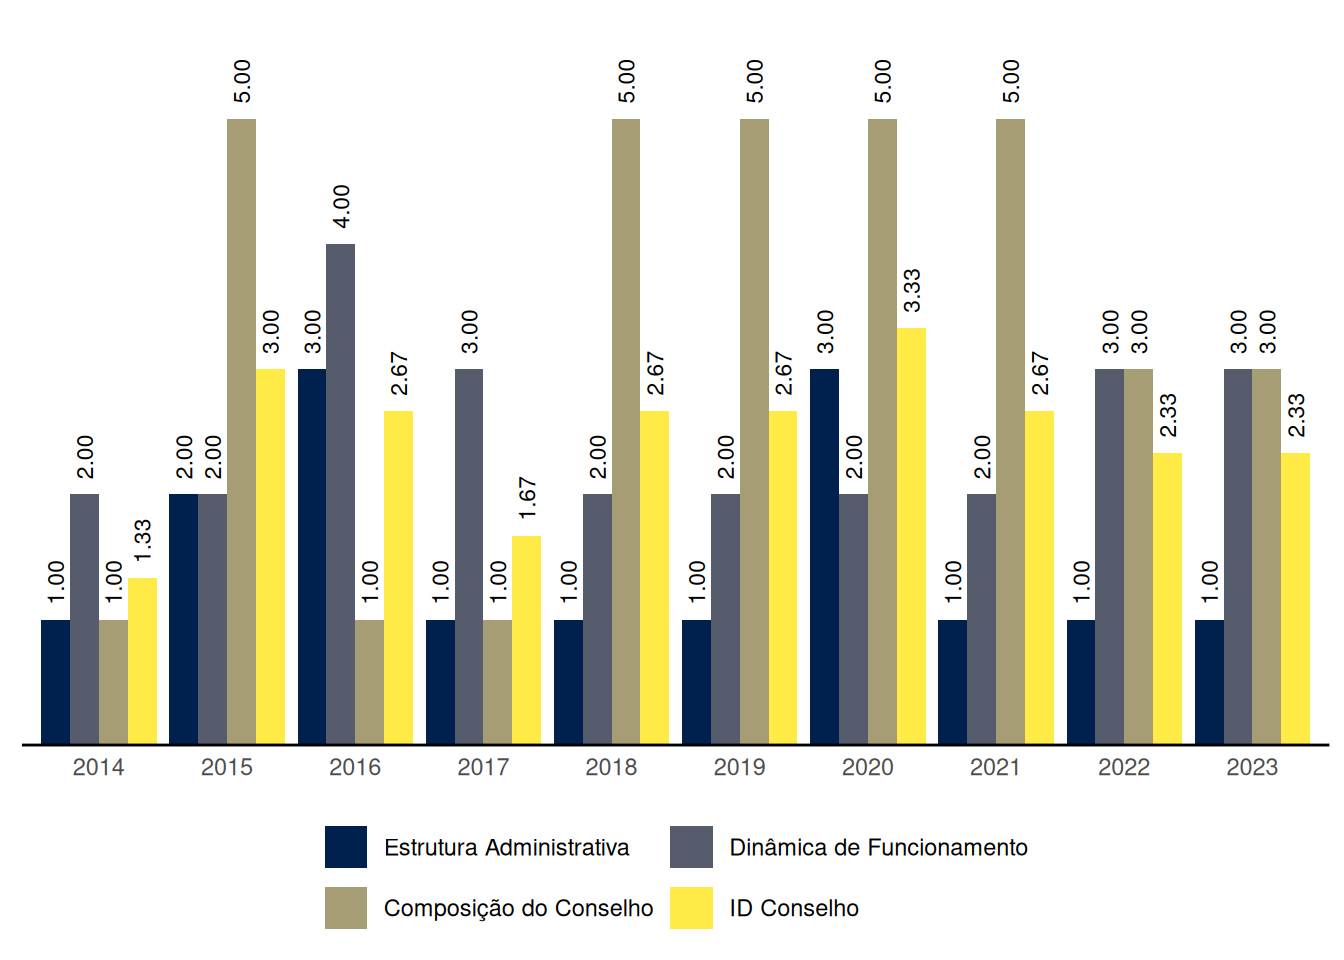 5.00 5.00 5.00 5.00 5.00
4.00
3.00 3.00 3.00 3.00 3.33 3.00 3.00 3.00 3.00
2.67 2.67 2.67 2.67
2.00 2.00 2.00 1.67 2.00 2.00 2.00 2.00 2.33 2.33
1.00 1.00 1.33 1.00 1.00 1.00 1.00 1.00 1.00 1.00 1.00
2014 2015 2016 2017 2018 2019 2020 2021 2022 2023
Estrutura Administrativa Dinâmica de Funcionamento
Composição do Conselho ID Conselho